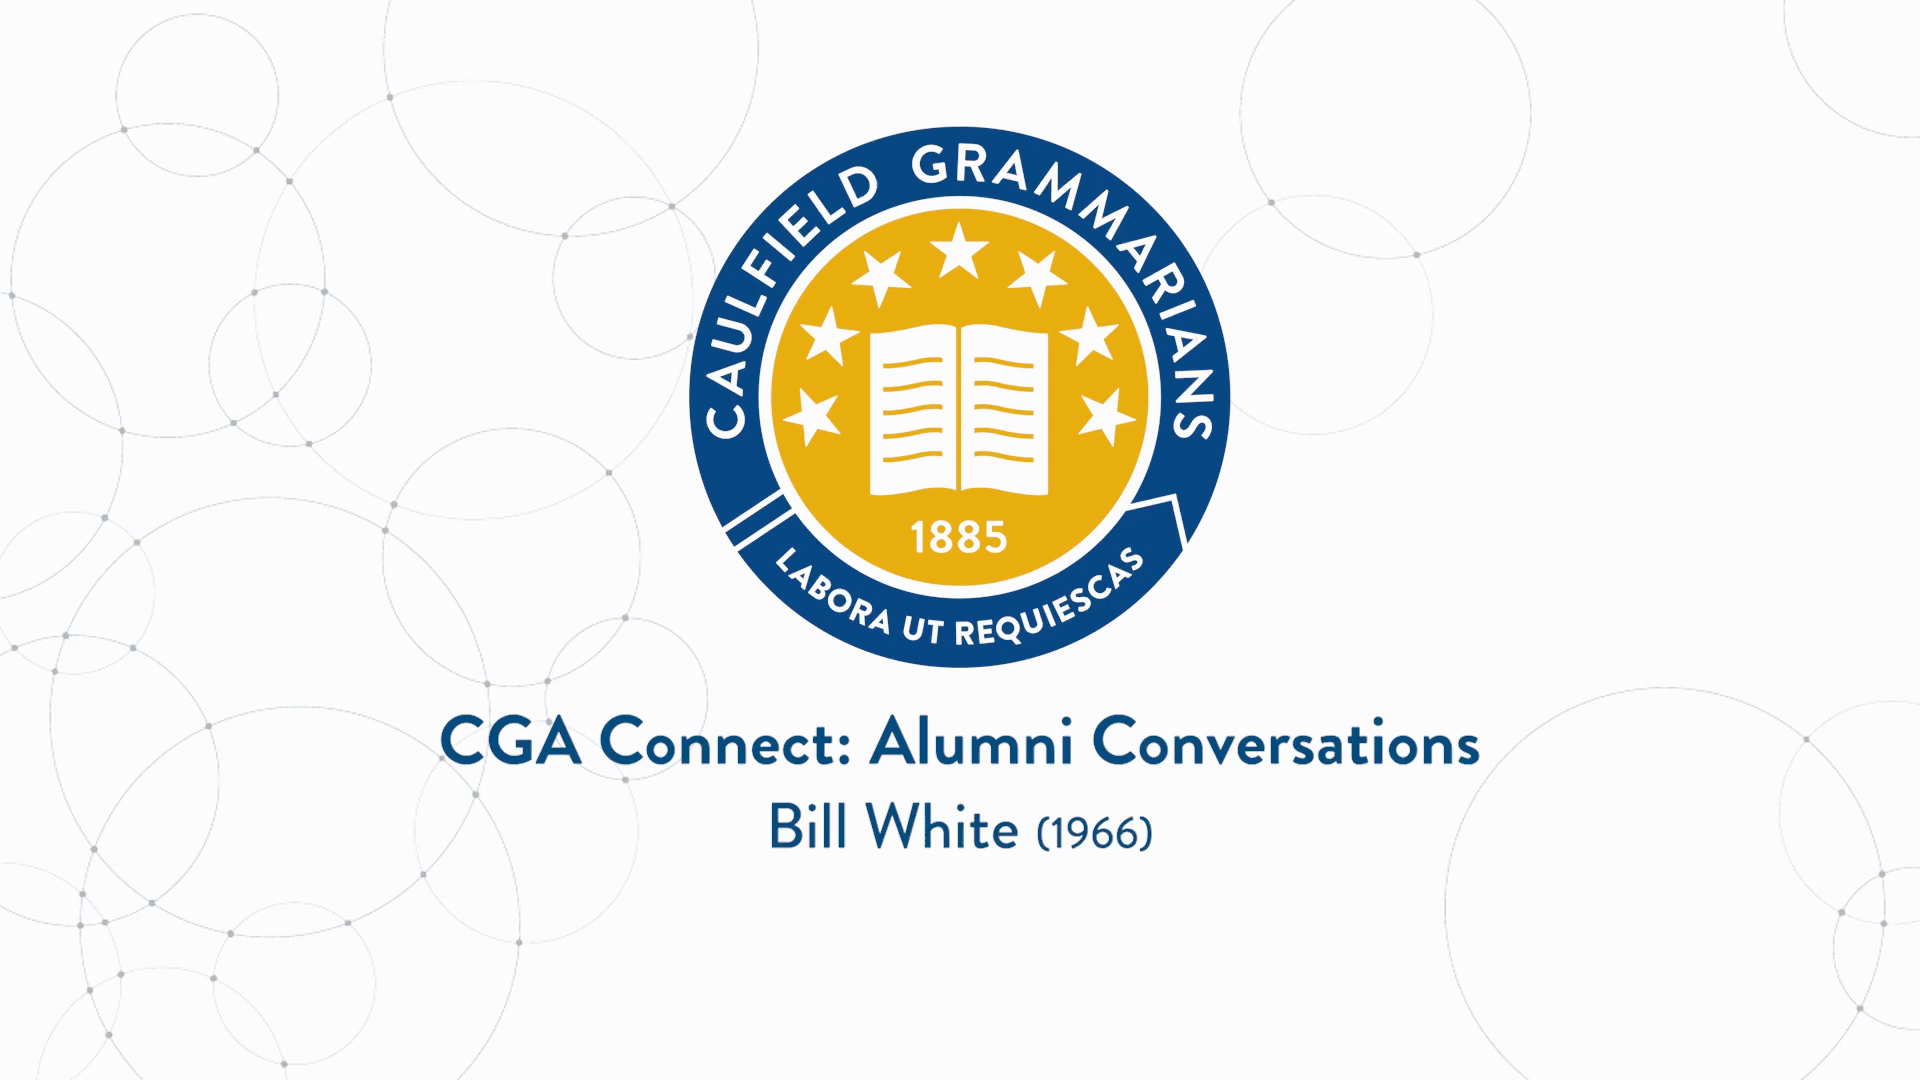 CAULFIELD GRAMMARIANS
1885
LABORA UT REQUIESCAS
CGA Connect: Alumni Conversations
Bill White (1966)